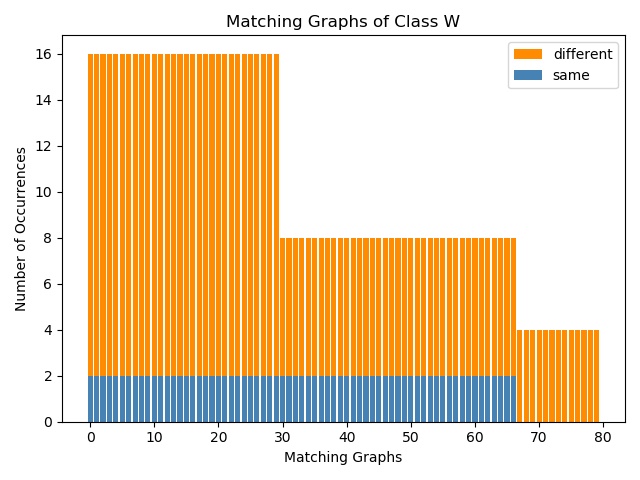 Matching Graphs of Class W
different
same
Number of Occurrences
16
14
12
10
8
6
4
2
0
0 10 20 30 40 50 60 70 80
Matching Graphs